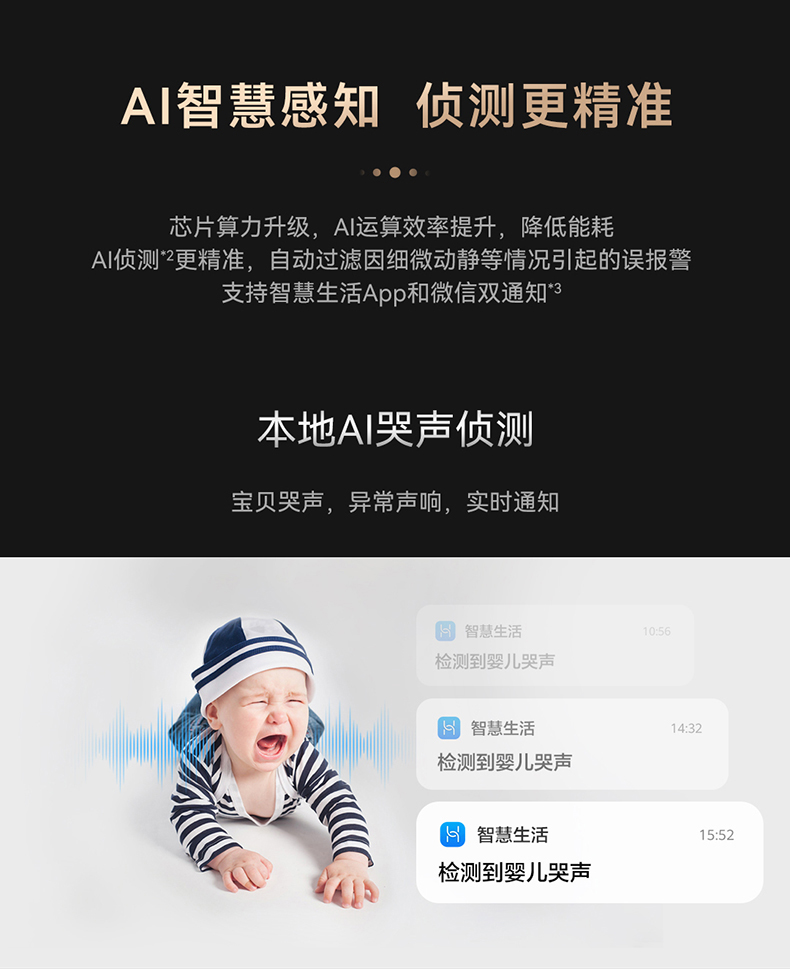 AI智慧感知 侦测更精准
芯片算力升级，AI运算效率提升，降低能耗
AI侦测*2更精准，自动过滤因细微动静等情况引起的误报警
支持智慧生活App和微信双通知*3
本地AI哭声侦测
宝贝哭声，异常声响，实时通知
智慧生活 10:56
检测到婴儿哭声
智慧生活 14:32
检测到婴儿哭声
智慧生活 15:52
检测到婴儿哭声